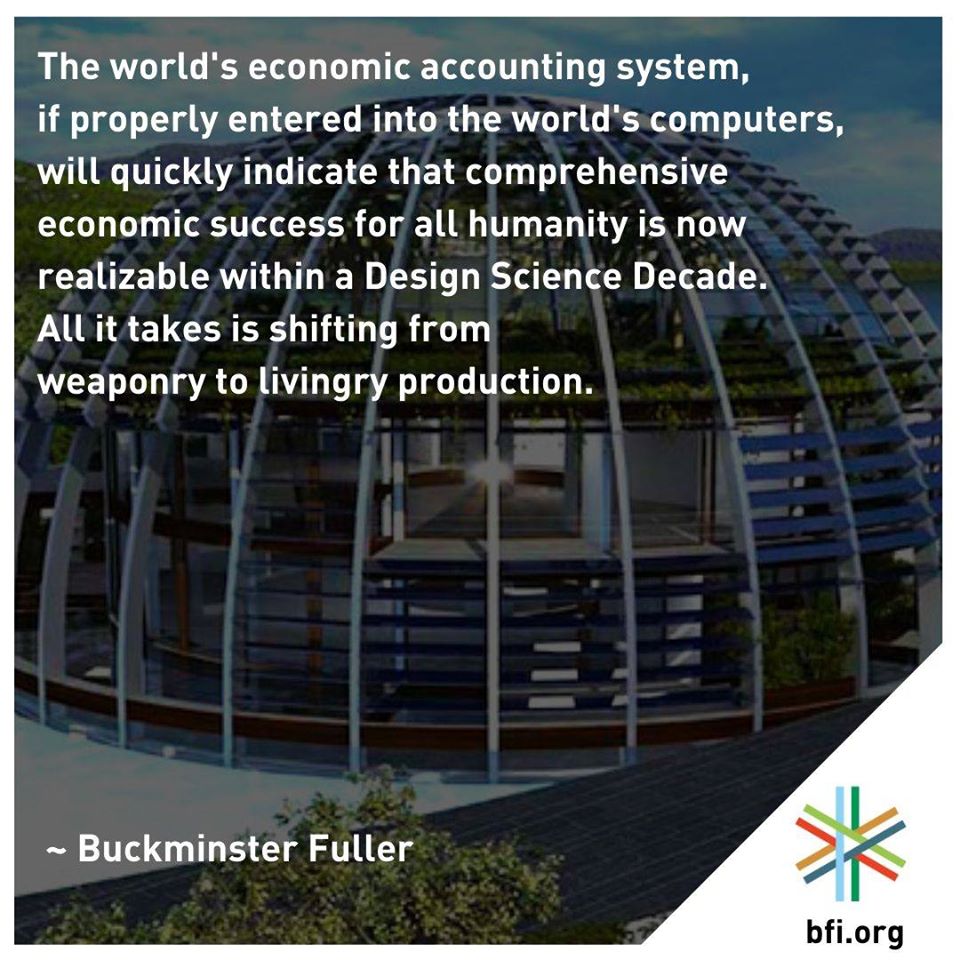 The world's economic accounting system,
if properly entered into the world's computers,
will quickly indicate that comprehensive
economic success for all humanity is now
realizable within a Design Science Decade.
All it takes is shifting from
weaponry to livingry production.
~ Buckminster Fuller
bfi.org